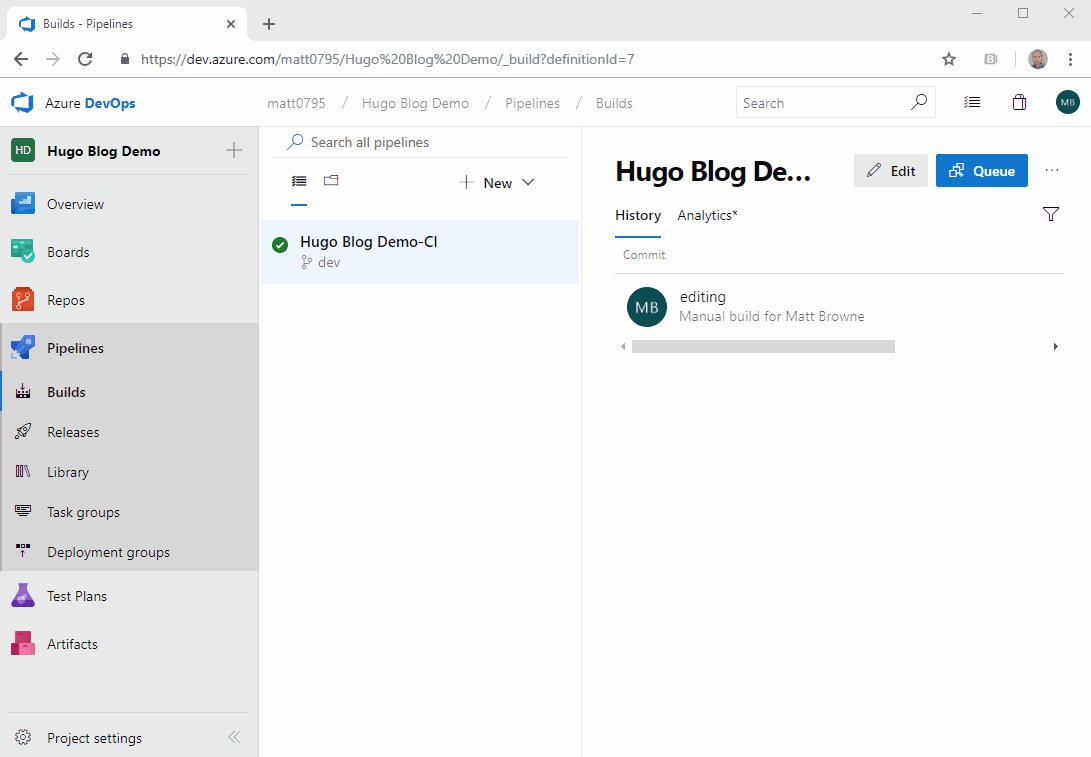 Builds - Pipelines
https://dev.azure.com/matt0795/Hugo%20Blog%20Demo/_build?definitionId=7
Azure DevOps
matt0795 / Hugo Blog Demo / Pipelines / Builds
Search
MB
HD Hugo Blog Demo
Overview
Boards
Repos
Pipelines
Builds
Releases
Library
Task groups
Deployment groups
Test Plans
Artifacts
Project settings
Search all pipelines
New
Hugo Blog Demo-CI
dev
Hugo Blog De...
Edit
Queue
...
History Analytics*
Commit
MB
editing
Manual build for Matt Browne